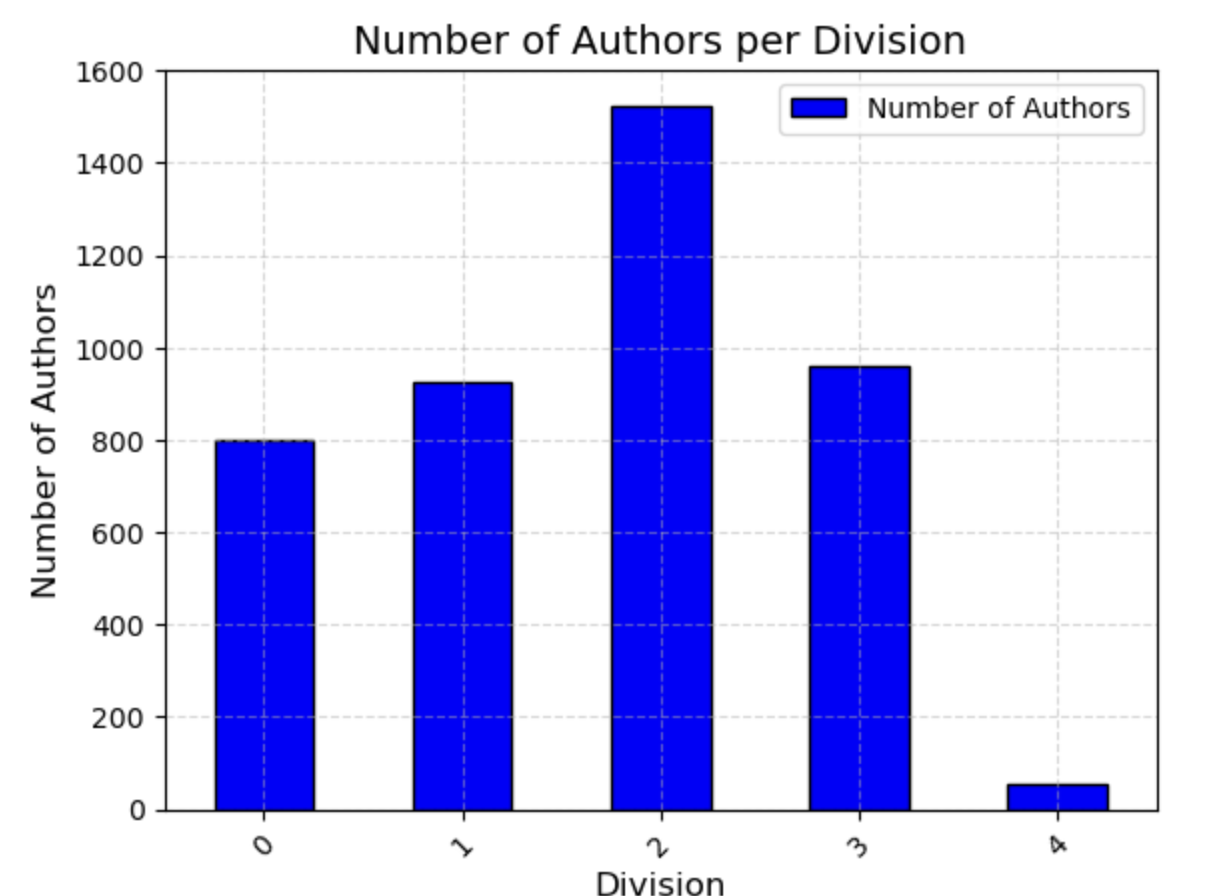 Number of Authors per Division
Number of Authors
1600
1400
1200
1000
800
600
400
200
0
Number of Authors
0 1 2 3 4
Division